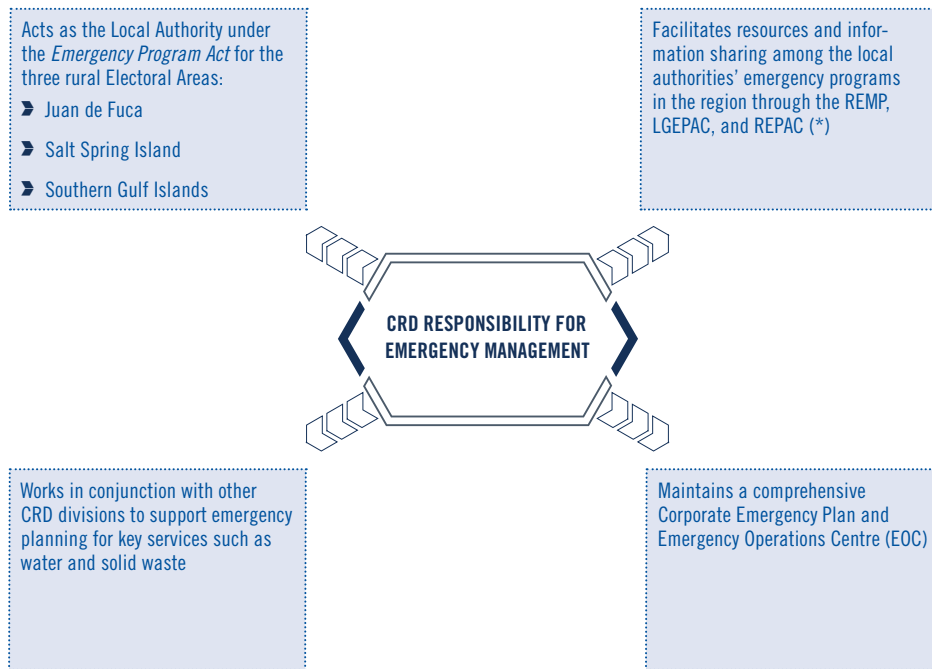 Acts as the Local Authority under
the Emergency Program Act for the
three rural Electoral Areas:
Juan de Fuca
Salt Spring Island
Southern Gulf Islands
Facilitates resources and infor-
mation sharing among the local
authorities’ emergency programs
in the region through the REMP,
LGEPAC, and REPAC (*)
CRD RESPONSIBILITY FOR
EMERGENCY MANAGEMENT
Works in conjunction with other
CRD divisions to support emergency
planning for key services such as
water and solid waste
Maintains a comprehensive
Corporate Emergency Plan and
Emergency Operations Centre (EOC)